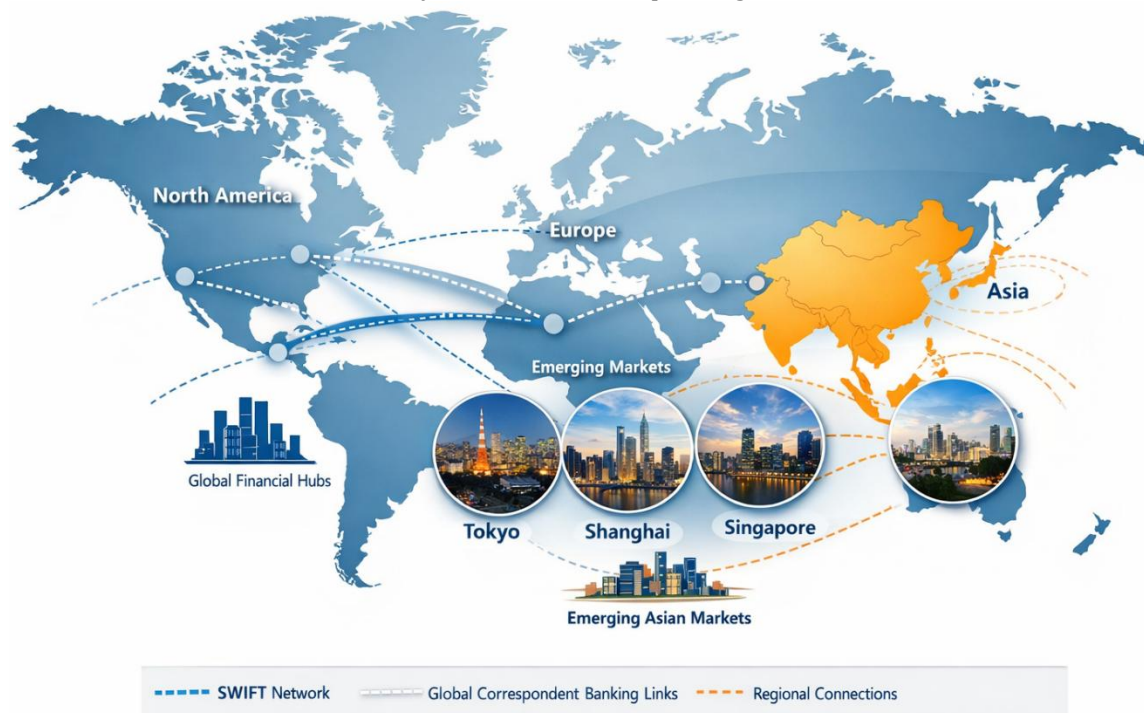 North America
Europe
Asia
Emerging Markets
Global Financial Hubs
Tokyo
Shanghai
Singapore
Emerging Asian Markets
SWIFT Network
Global Correspondent Banking Links
Regional Connections